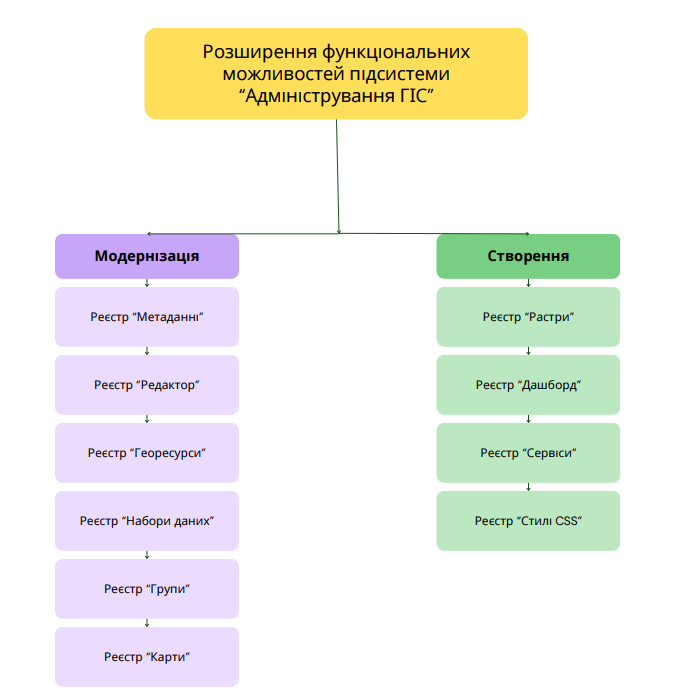 Розширення функціональних
можливостей підсистеми
“Адміністрування ГІС”
Модернізація
Реєстр “Метаданні”
Реєстр “Редактор”
Реєстр “Георесурси”
Реєстр “Набори даних”
Реєстр “Групи”
Реєстр “Карти”
Створення
Реєстр “Растри”
Реєстр “Дашборд”
Реєстр “Сервіси”
Реєстр “Стилі CSS”